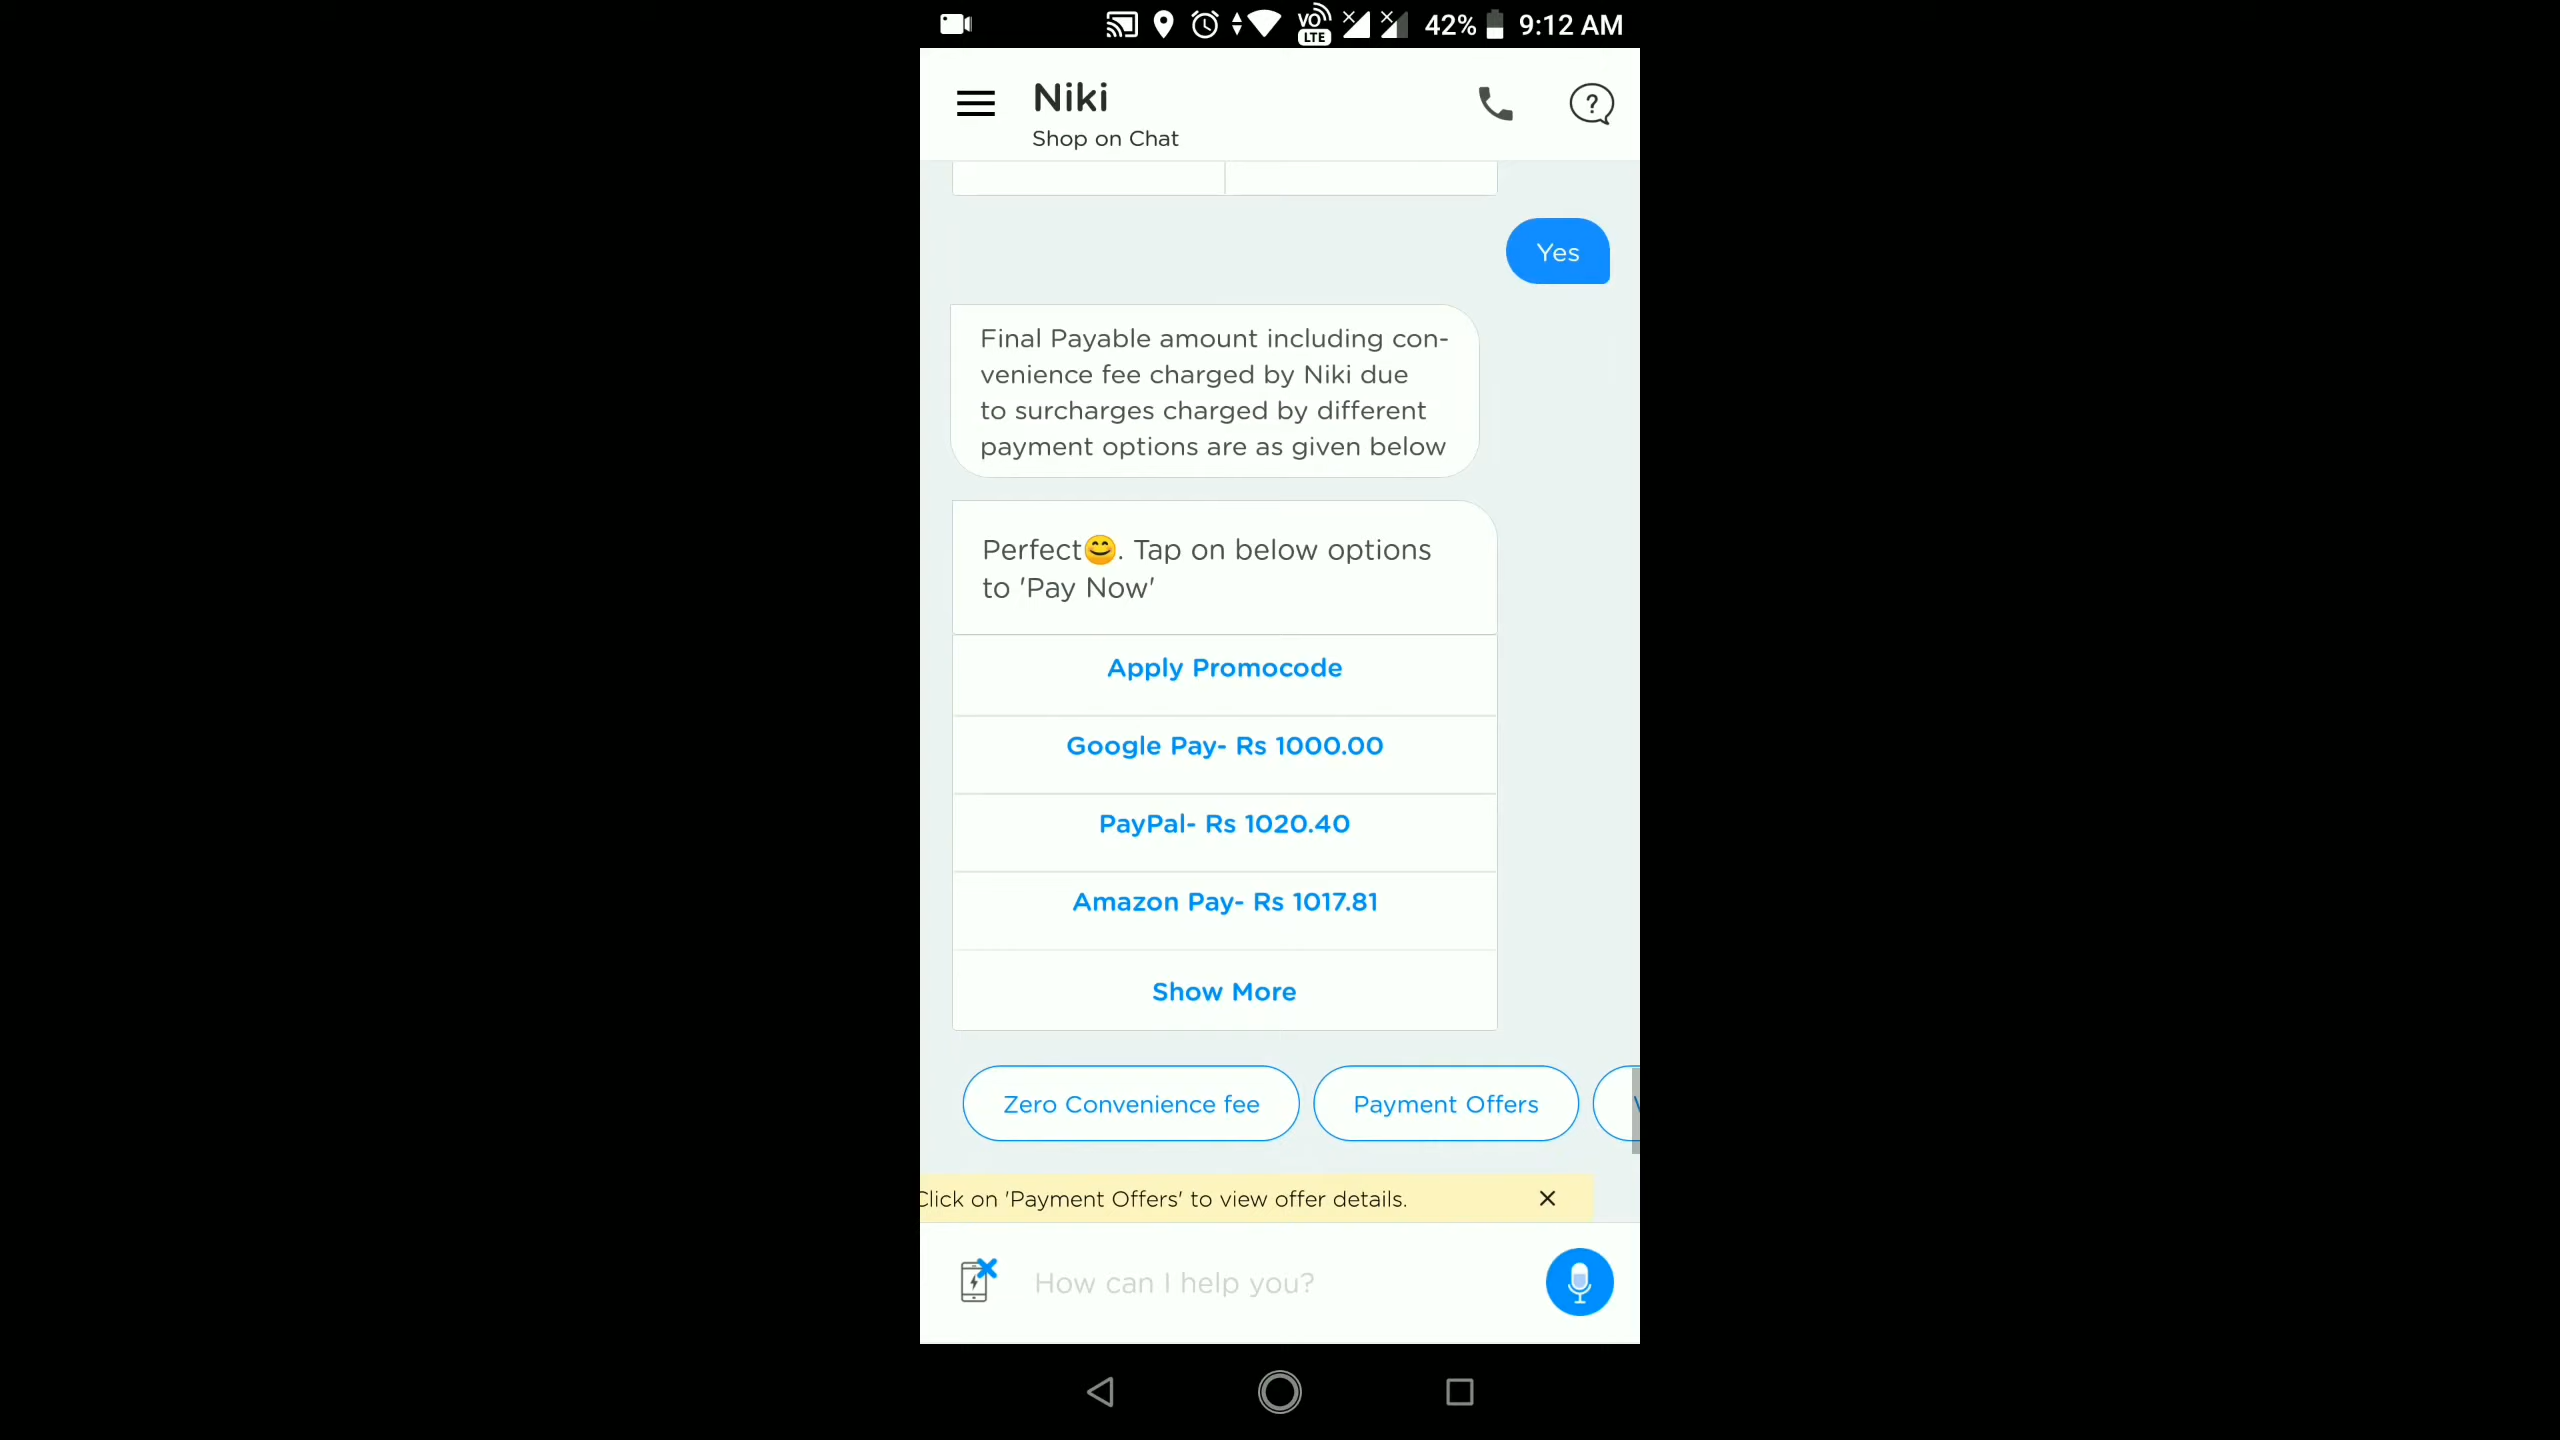 VO LTE 42% 9:12 AM
Niki
Shop on Chat
Yes
Final Payable amount including con-
venience fee charged by Niki due
to surcharges charged by different
payment options are as given below
Perfect😊. Tap on below options
to 'Pay Now'
Apply Promocode
Google Pay- Rs 1000.00
PayPal- Rs 1020.40
Amazon Pay- Rs 1017.81
Show More
Zero Convenience fee
Payment Offers
Click on 'Payment Offers' to view offer details.
How can I help you?